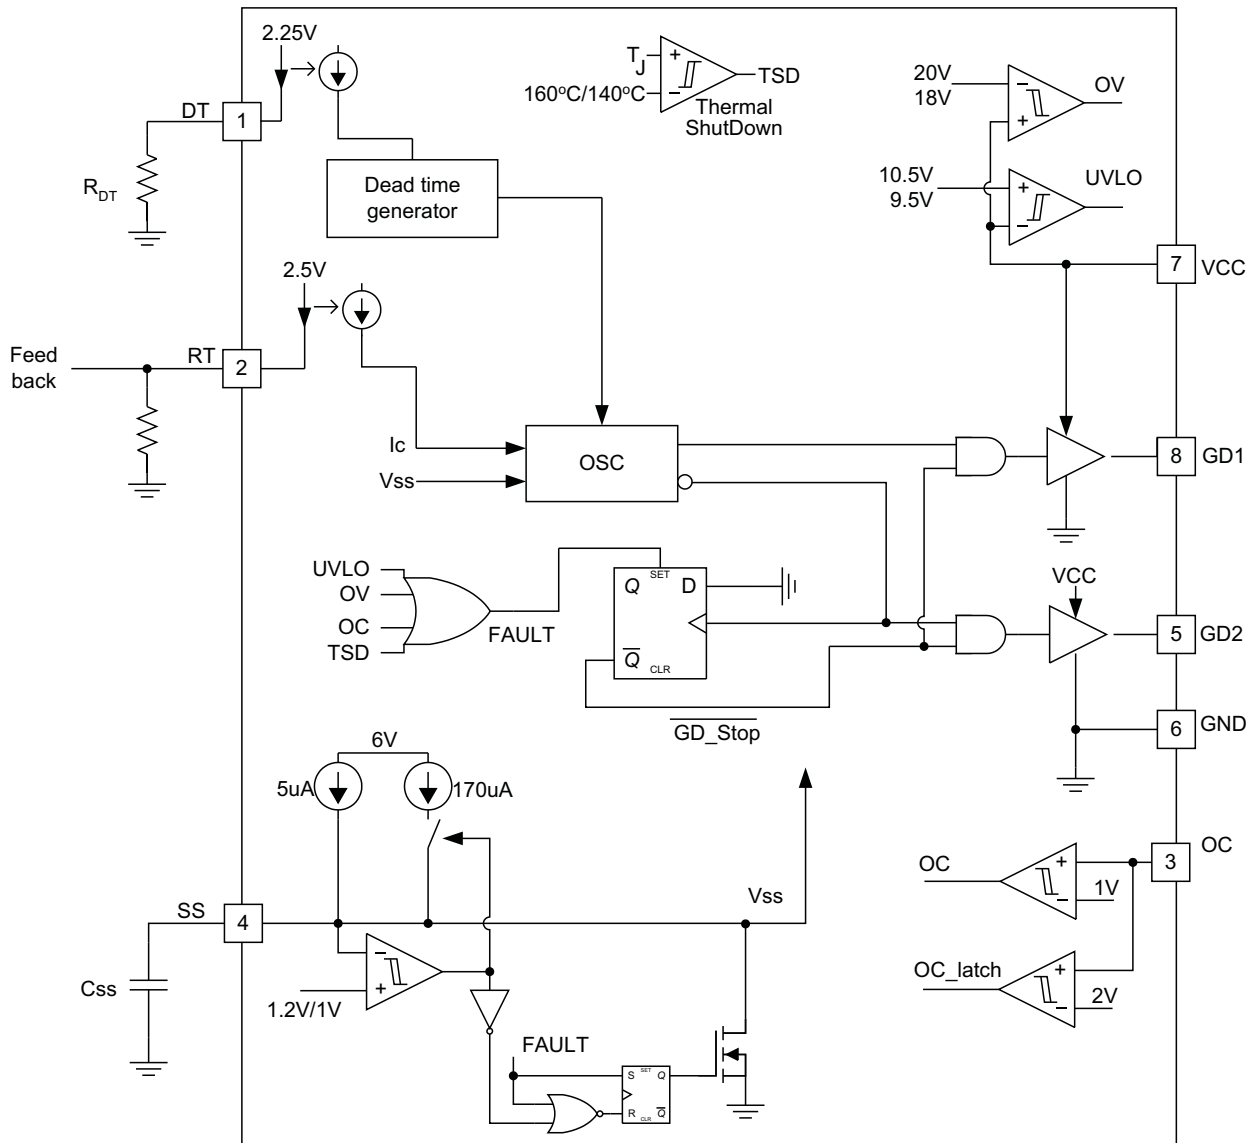 2.25V
DT
1
R_DT
Dead time
generator
T_J
+
160°C/140°C
−
TSD
Thermal
ShutDown
20V
18V
−
+
OV
10.5V
9.5V
+
−
UVLO
7
VCC
2.5V
Feed
back
RT
2
Ic
Vss
OSC
8
GD1
UVLO
OV
OC
TSD
FAULT
Q
SET
D
Q̅
CLR
G̅D̅_̅S̅t̅o̅p̅
VCC
5
GD2
6
GND
6V
5uA
170uA
SS
4
Css
Vss
−
+
1.2V/1V
FAULT
S
SET
Q
R
CLR
Q̅
OC
3
OC
+
−
1V
OC_latch
+
−
2V